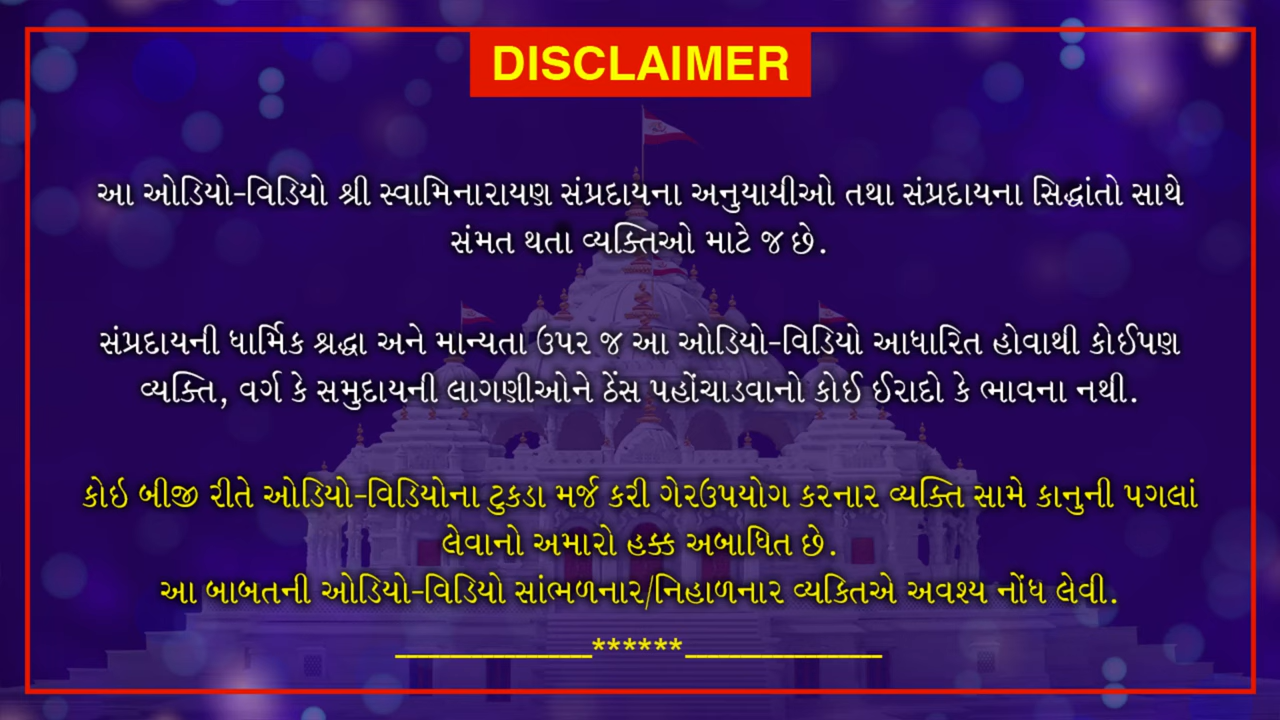 DISCLAIMER
આ ઓડિયો-વિડિયો શ્રી સ્વામિનારાયણ સંપ્રદાયના અનુયાયીઓ તથા સંપ્રદાયના સિદ્ધાંતો સાથે
સંમત થતા વ્યક્તિઓ માટે જ છે.
સંપ્રદાયની ધાર્મિક શ્રદ્ધા અને માન્યતા ઉપર જ આ ઓડિયો-વિડિયો આધારિત હોવાથી કોઈપણ
વ્યક્તિ, વર્ગ કે સમુદાયની લાગણીઓને ઠેંસ પહોંચાડવાનો કોઈ ઈરાદો કે ભાવના નથી.
કોઇ બીજી રીતે ઓડિયો-વિડિયોના ટુકડા મર્જ કરી ગેરઉપયોગ કરનાર વ્યક્તિ સામે કાનુની પગલાં
લેવાનો અમારો હક્ક અબાધિત છે.
આ બાબતની ઓડિયો-વિડિયો સાંભળનાર/નિહાળનાર વ્યકિતએ અવશ્ય નોંધ લેવી.
_____________******_____________